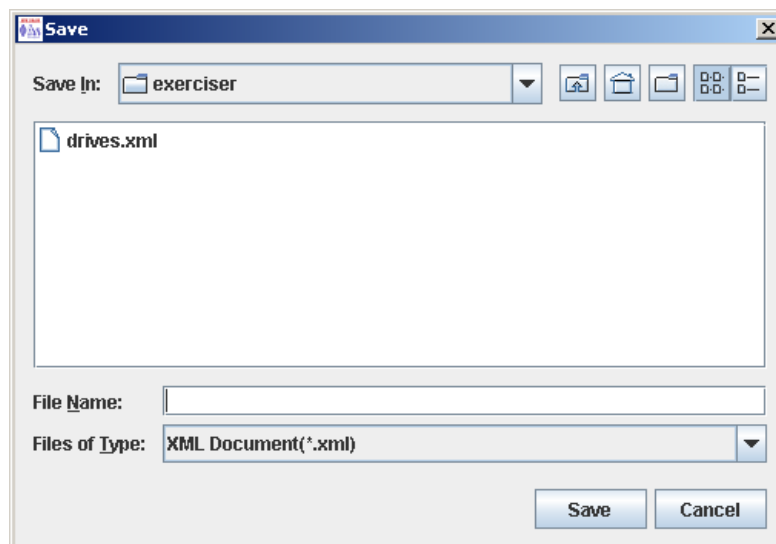 Save
Save In: exerciser
drives.xml
File Name:
Files of Type: XML Document(*.xml)
Save Cancel